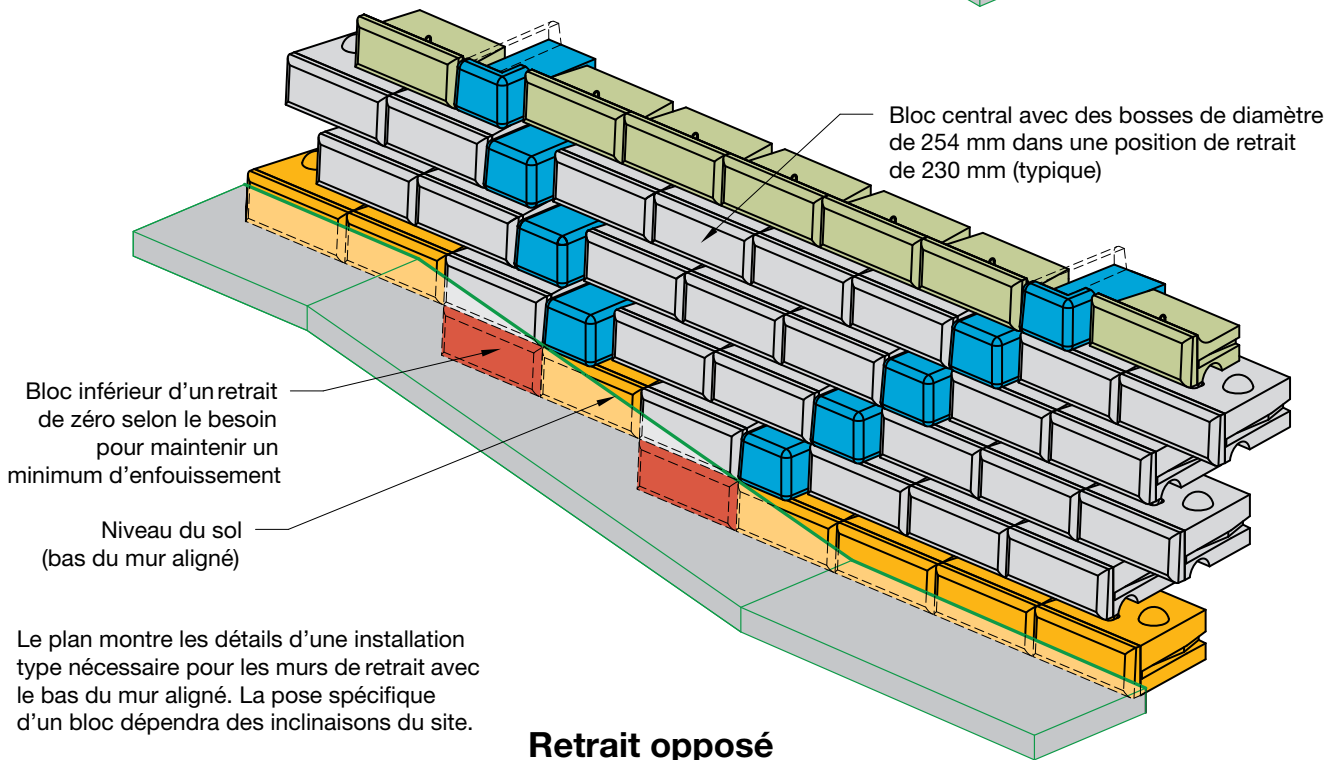 Bloc central avec des bosses de diamètre
de 254 mm dans une position de retrait
de 230 mm (typique)
Bloc inférieur d'un retrait
de zéro selon le besoin
pour maintenir un
minimum d'enfouissement
Niveau du sol
(bas du mur aligné)
Le plan montre les détails d'une installation
type nécessaire pour les murs de retrait avec
le bas du mur aligné. La pose spécifique
d'un bloc dépendra des inclinaisons du site.
Retrait opposé